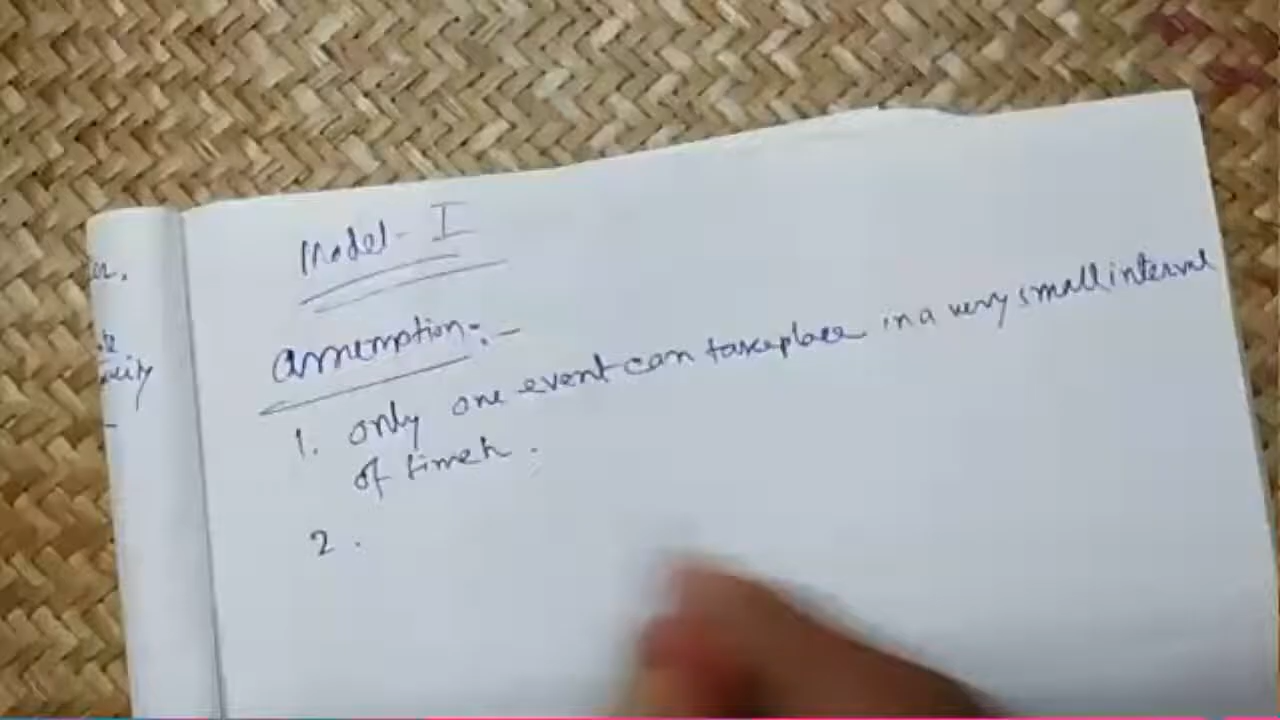 Model - I
assumption :-
1. only one event can take place in a very small interval
of time h.
2.